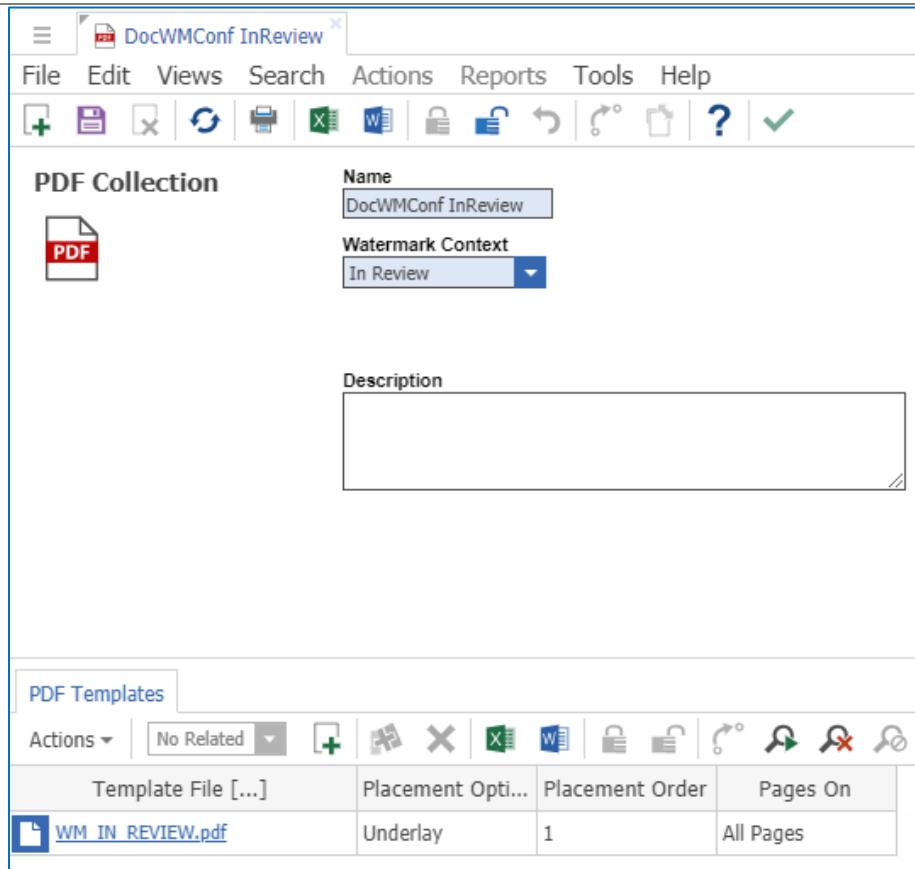 DocWMConf InReview
File Edit Views Search Actions Reports Tools Help
PDF Collection
PDF
Name
DocWMConf InReview
Watermark Context
In Review
Description
PDF Templates
Actions No Related
Template File [...] Placement Opti... Placement Order Pages On
WM_IN_REVIEW.pdf Underlay 1 All Pages